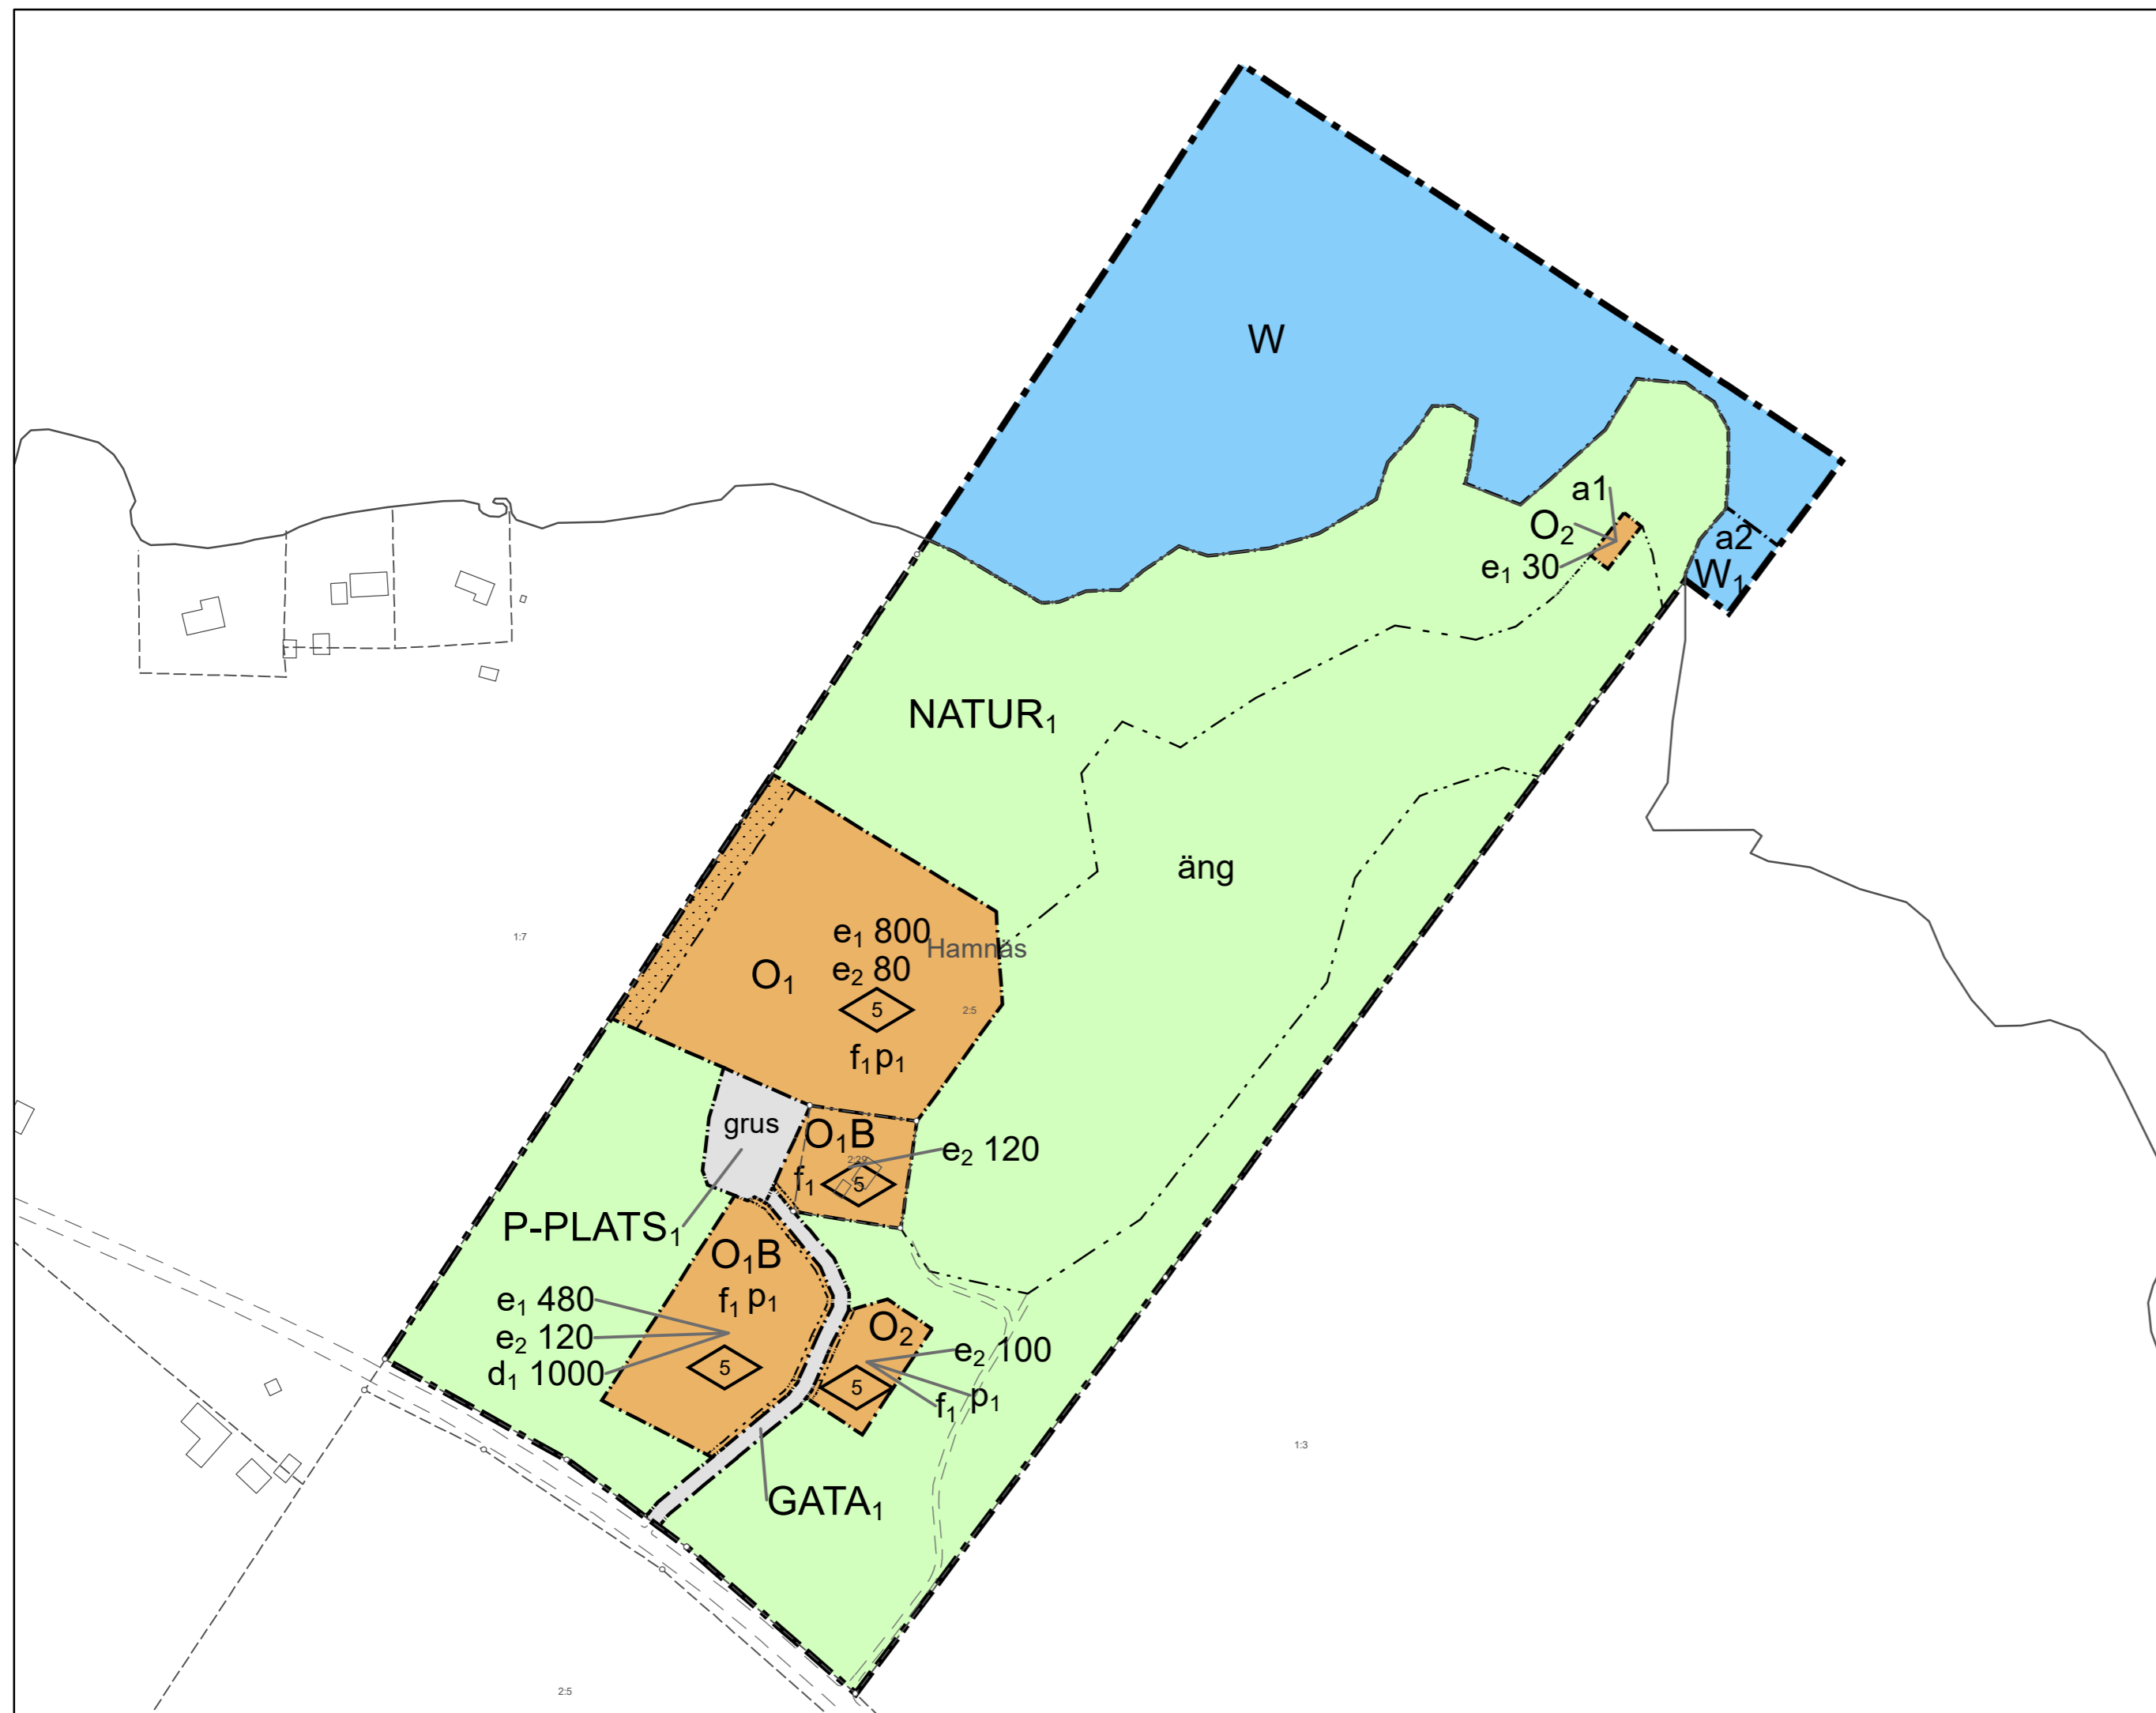 W
a1
O₂
e₁ 30
a2
W₁
NATUR₁
äng
e₁ 800
Hamnäs
e₂ 80
O₁
5
2:5
f₁ p₁
1:7
grus
O₁B
e₂ 120
2:29
f₁
5
P-PLATS₁
O₁B
f₁ p₁
e₁ 480
e₂ 120
d₁ 1000
5
O₂
e₂ 100
5
p₁
f₁
1:3
GATA₁
2:5